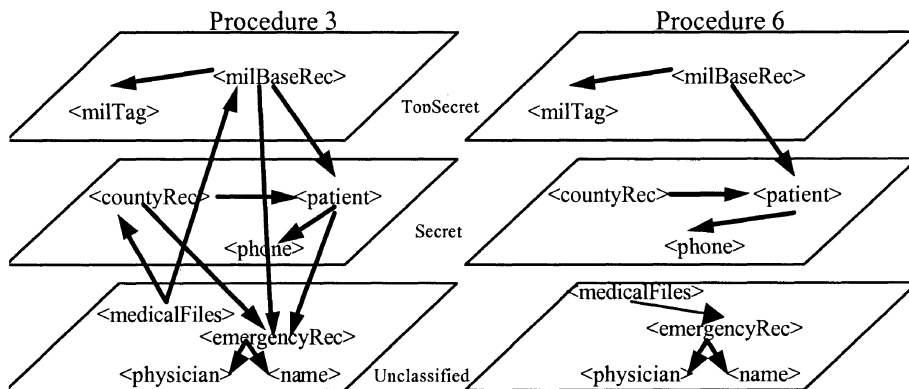 Procedure 3
Procedure 6
<milBaseRec>
<milTag>
TopSecret
<milBaseRec>
<milTag>
<countyRec>
<patient>
<phone>
Secret
<countyRec>
<patient>
<phone>
<medicalFiles>
<emergencyRec>
<physician>
<name>
Unclassified
<medicalFiles>
<emergencyRec>
<physician>
<name>